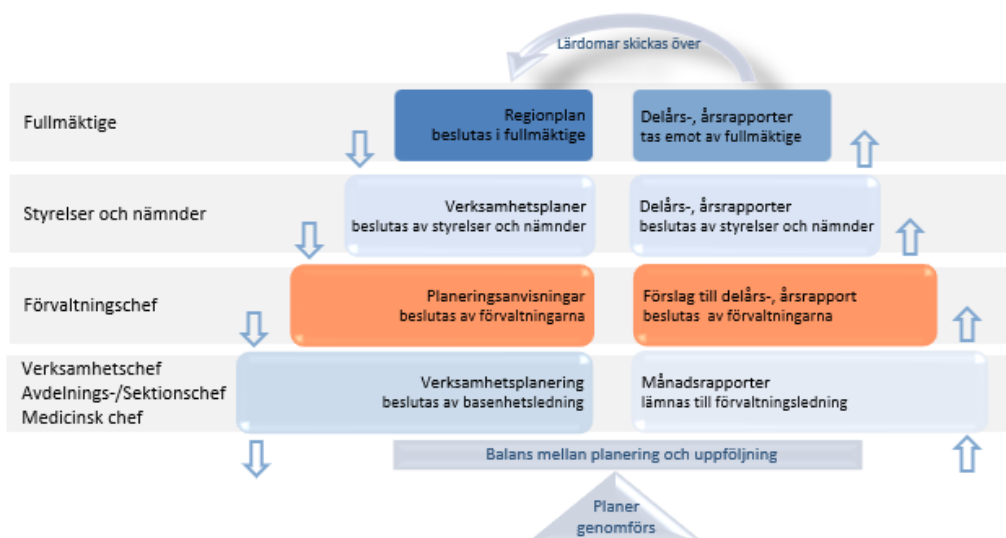 Lärdomar skickas över
Fullmäktige
Regionplan
beslutas i fullmäktige
Delårs-, årsrapporter
tas emot av fullmäktige
Styrelser och nämnder
Verksamhetsplaner
beslutas av styrelser och nämnder
Delårs-, årsrapporter
beslutas av styrelser och nämnder
Förvaltningschef
Planeringsanvisningar
beslutas av förvaltningarna
Förslag till delårs-, årsrapport
beslutas av förvaltningarna
Verksamhetschef
Avdelnings-/Sektionschef
Medicinsk chef
Verksamhetsplanering
beslutas av basenhetsledning
Månadsrapporter
lämnas till förvaltningsledning
Balans mellan planering och uppföljning
Planer
genomförs